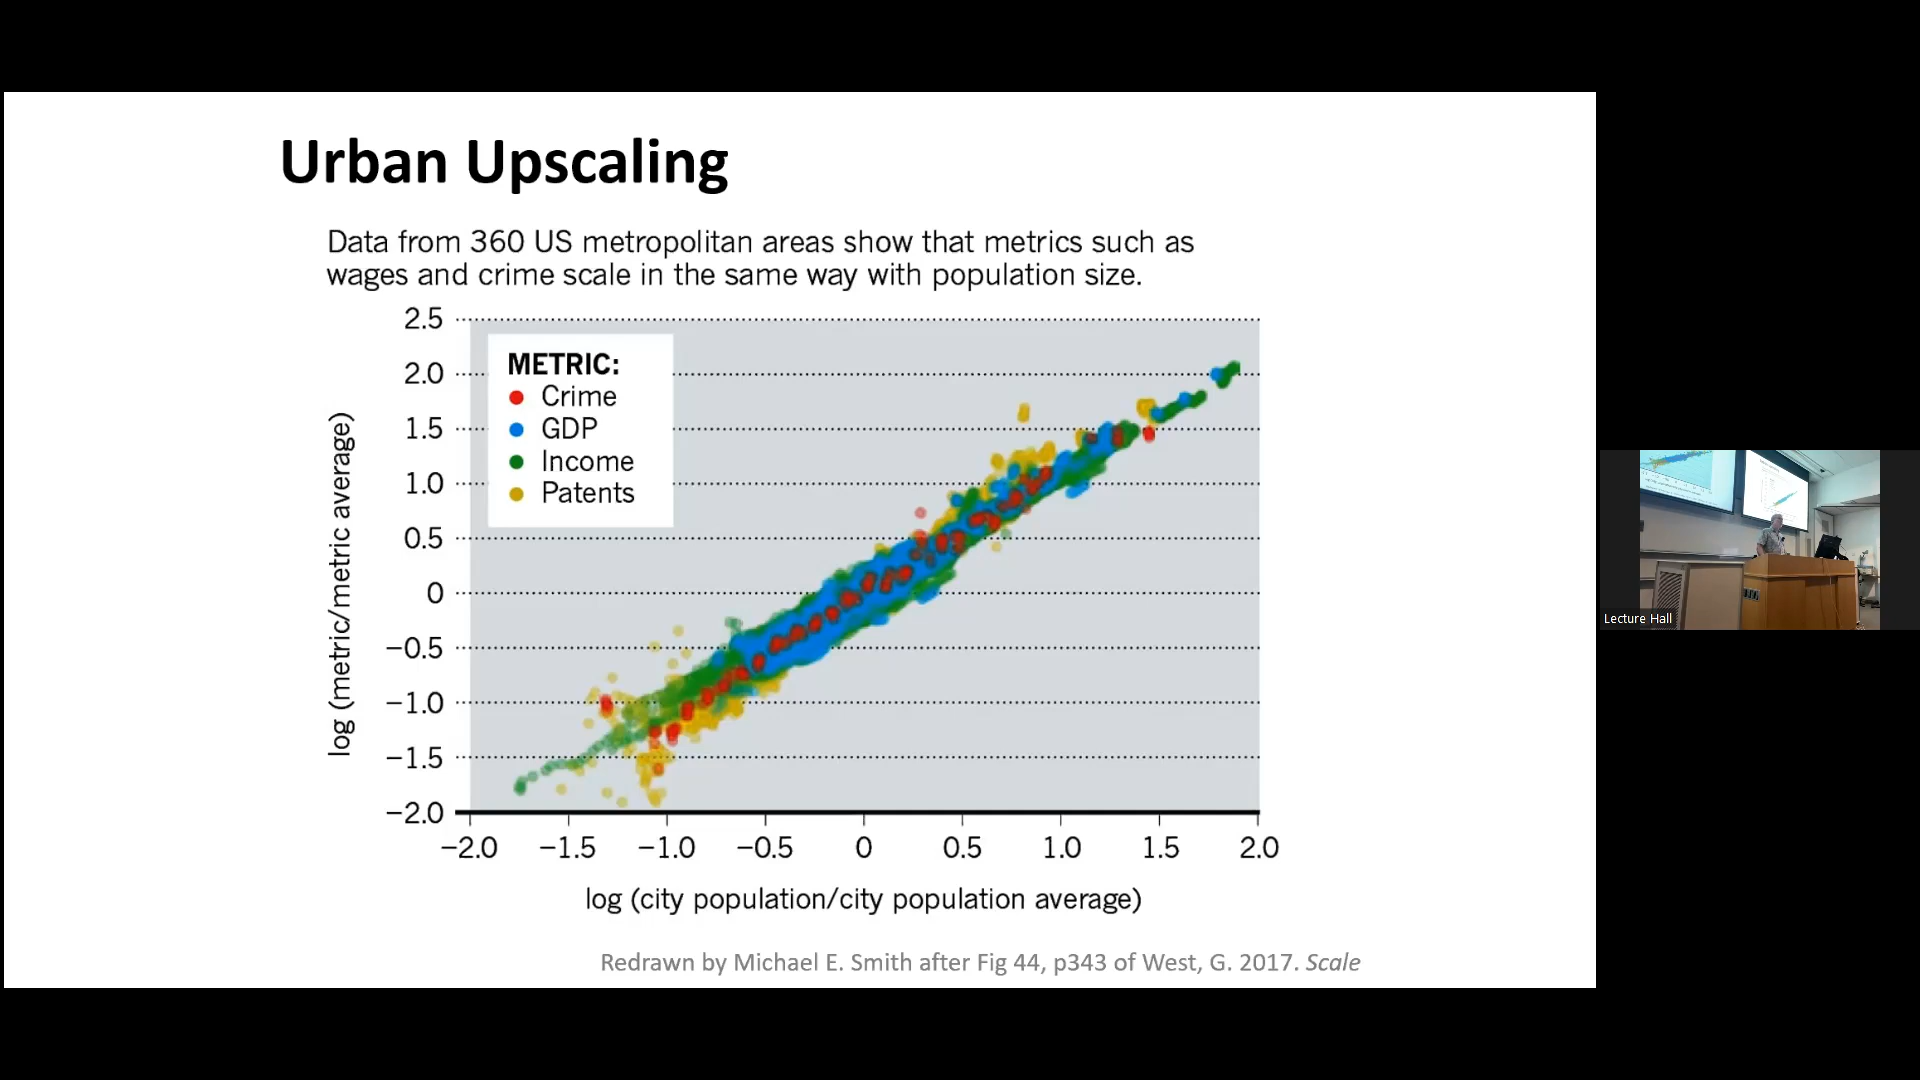 Urban Upscaling
Data from 360 US metropolitan areas show that metrics such as
wages and crime scale in the same way with population size.
METRIC:
Crime
GDP
Income
Patents
log (metric/metric average)
2.5
2.0
1.5
1.0
0.5
0
−0.5
−1.0
−1.5
−2.0
−2.0 −1.5 −1.0 −0.5 0 0.5 1.0 1.5 2.0
log (city population/city population average)
Redrawn by Michael E. Smith after Fig 44, p343 of West, G. 2017. Scale
Lecture Hall